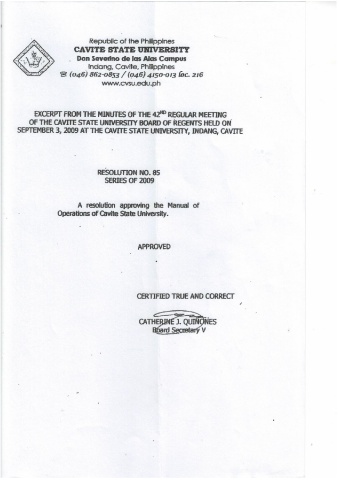 Republic of the Philippines
CAVITE STATE UNIVERSITY
Don Severino de las Alas Campus
Indang, Cavite, Philippines
☎ (046) 862-0853 / (046) 4150-013 loc. 216
www.cvsu.edu.ph
EXCERPT FROM THE MINUTES OF THE 42ND REGULAR MEETING
OF THE CAVITE STATE UNIVERSITY BOARD OF REGENTS HELD ON
SEPTEMBER 3, 2009 AT THE CAVITE STATE UNIVERSITY, INDANG, CAVITE
RESOLUTION NO. 85
SERIES OF 2009
A resolution approving the Manual of
Operations of Cavite State University.
APPROVED
CERTIFIED TRUE AND CORRECT
CATHERINE J. QUIÑONES
Board Secretary V